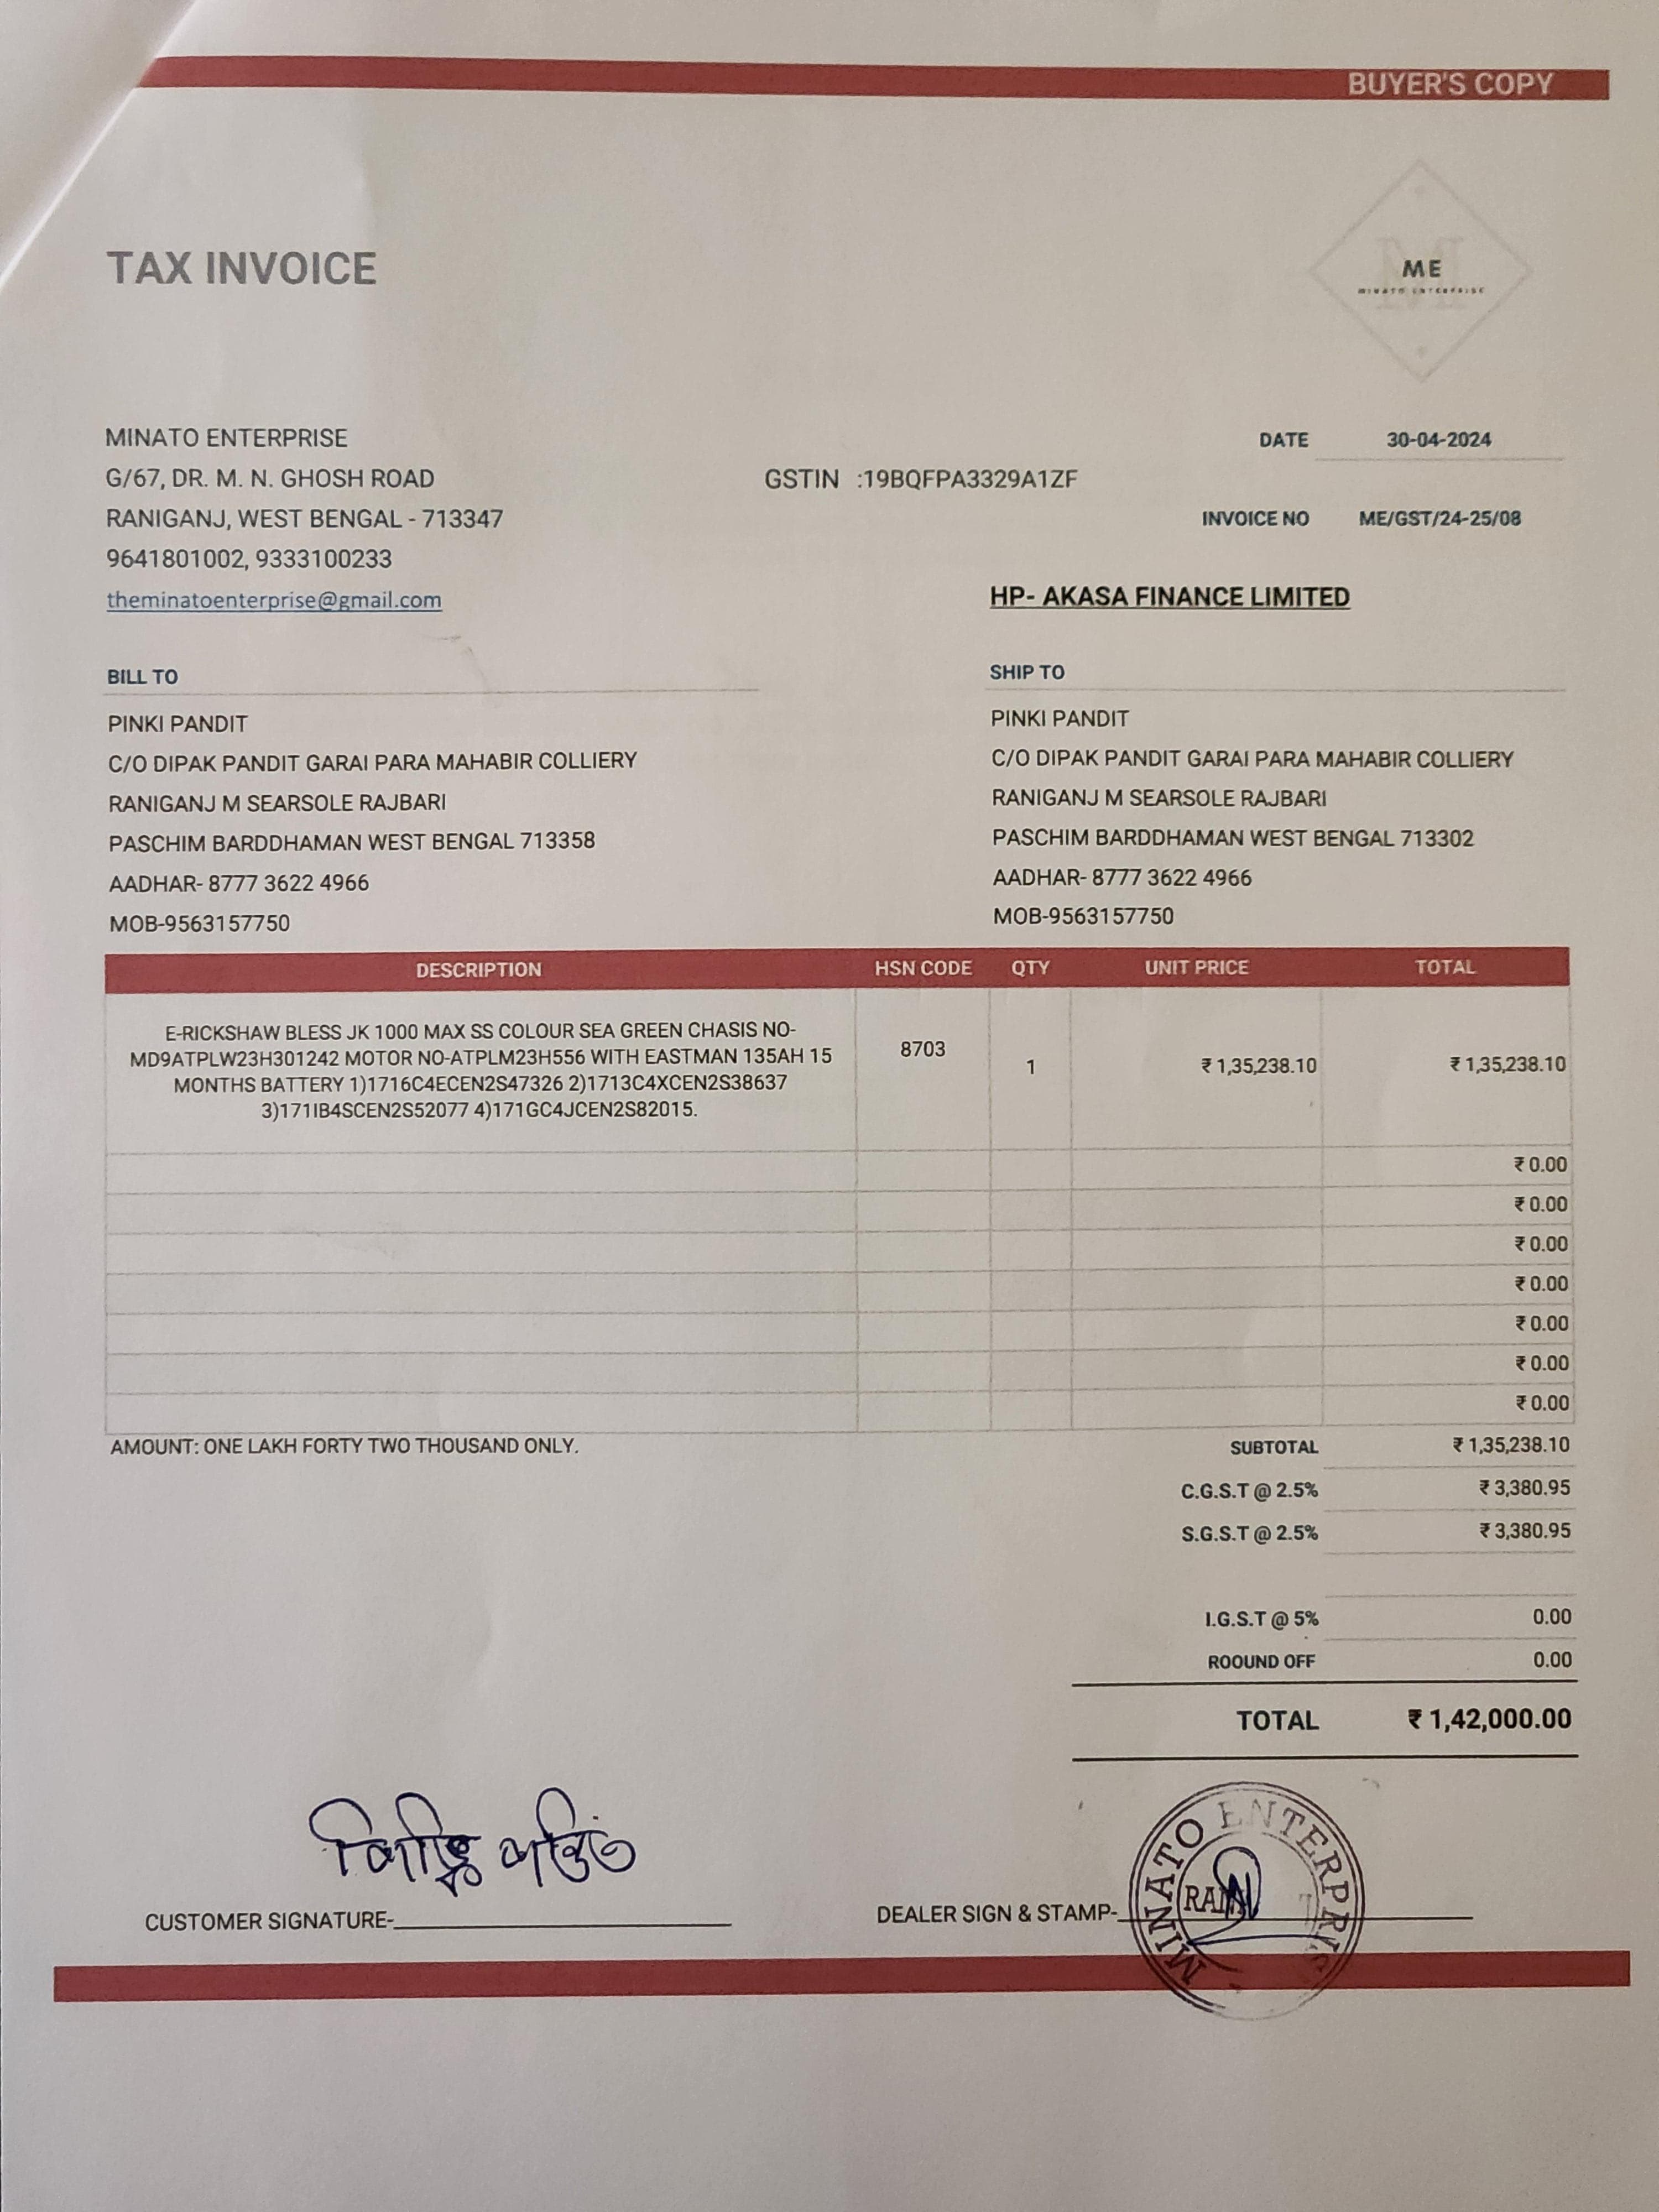 BUYER'S COPY
TAX INVOICE
ME
MINATO ENTERPRISE
MINATO ENTERPRISE
G/67, DR. M. N. GHOSH ROAD
RANIGANJ, WEST BENGAL - 713347
9641801002, 9333100233
theminatoenterprise@gmail.com
GSTIN :19BQFPA3329A1ZF
DATE 30-04-2024
INVOICE NO ME/GST/24-25/08
HP- AKASA FINANCE LIMITED
BILL TO
PINKI PANDIT
C/O DIPAK PANDIT GARAI PARA MAHABIR COLLIERY
RANIGANJ M SEARSOLE RAJBARI
PASCHIM BARDDHAMAN WEST BENGAL 713358
AADHAR- 8777 3622 4966
MOB-9563157750
SHIP TO
PINKI PANDIT
C/O DIPAK PANDIT GARAI PARA MAHABIR COLLIERY
RANIGANJ M SEARSOLE RAJBARI
PASCHIM BARDDHAMAN WEST BENGAL 713302
AADHAR- 8777 3622 4966
MOB-9563157750
DESCRIPTION HSN CODE QTY UNIT PRICE TOTAL
E-RICKSHAW BLESS JK 1000 MAX SS COLOUR SEA GREEN CHASIS NO-
MD9ATPLW23H301242 MOTOR NO-ATPLM23H556 WITH EASTMAN 135AH 15
MONTHS BATTERY 1)1716C4ECEN2S47326 2)1713C4XCEN2S38637
3)171IB4SCEN2S52077 4)171GC4JCEN2S82015.
8703 1 ₹ 1,35,238.10 ₹ 1,35,238.10
₹ 0.00
₹ 0.00
₹ 0.00
₹ 0.00
₹ 0.00
₹ 0.00
₹ 0.00
AMOUNT: ONE LAKH FORTY TWO THOUSAND ONLY.
SUBTOTAL ₹ 1,35,238.10
C.G.S.T @ 2.5% ₹ 3,380.95
S.G.S.T @ 2.5% ₹ 3,380.95
I.G.S.T @ 5% 0.00
ROOUND OFF 0.00
TOTAL ₹ 1,42,000.00
পিঙ্কি পন্ডিত
CUSTOMER SIGNATURE-
DEALER SIGN & STAMP-
MINATO ENTERPRISE